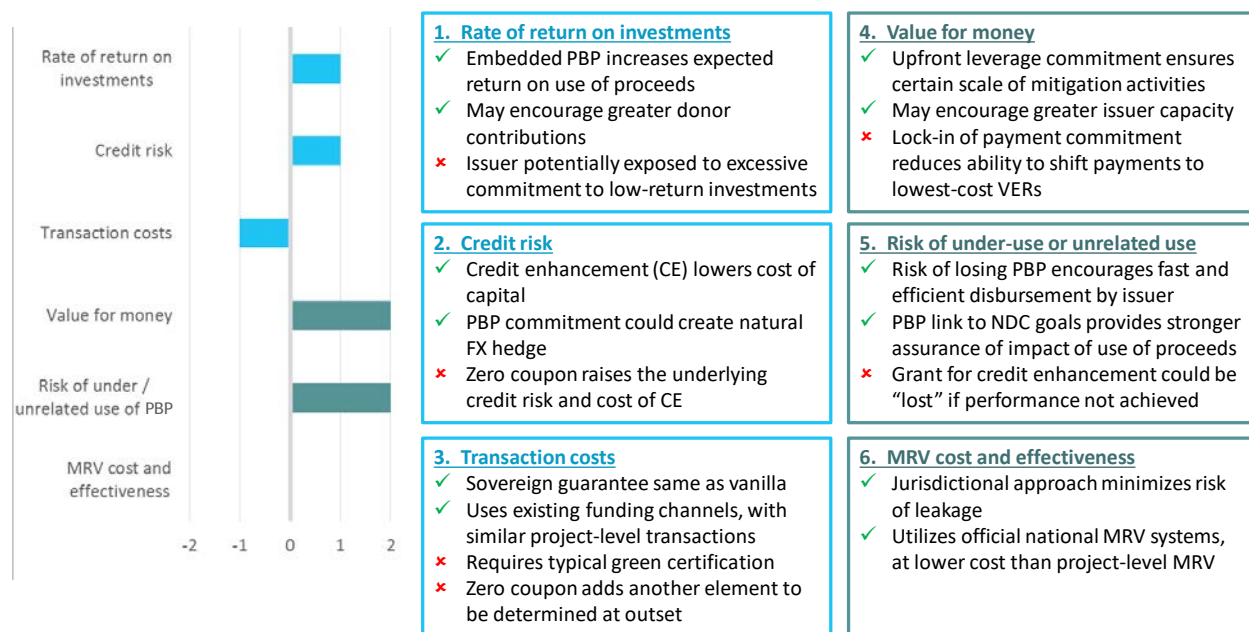 Rate of return on
investments
Credit risk
Transaction costs
Value for money
Risk of under /
unrelated use of PBP
MRV cost and
effectiveness
-2 -1 0 1 2
1. Rate of return on investments
✓ Embedded PBP increases expected
return on use of proceeds
✓ May encourage greater donor
contributions
× Issuer potentially exposed to excessive
commitment to low-return investments
2. Credit risk
✓ Credit enhancement (CE) lowers cost of
capital
✓ PBP commitment could create natural
FX hedge
× Zero coupon raises the underlying
credit risk and cost of CE
3. Transaction costs
✓ Sovereign guarantee same as vanilla
✓ Uses existing funding channels, with
similar project-level transactions
× Requires typical green certification
× Zero coupon adds another element to
be determined at outset
4. Value for money
✓ Upfront leverage commitment ensures
certain scale of mitigation activities
✓ May encourage greater issuer capacity
× Lock-in of payment commitment
reduces ability to shift payments to
lowest-cost VERs
5. Risk of under-use or unrelated use
✓ Risk of losing PBP encourages fast and
efficient disbursement by issuer
✓ PBP link to NDC goals provides stronger
assurance of impact of use of proceeds
× Grant for credit enhancement could be
“lost” if performance not achieved
6. MRV cost and effectiveness
✓ Jurisdictional approach minimizes risk
of leakage
✓ Utilizes official national MRV systems,
at lower cost than project-level MRV